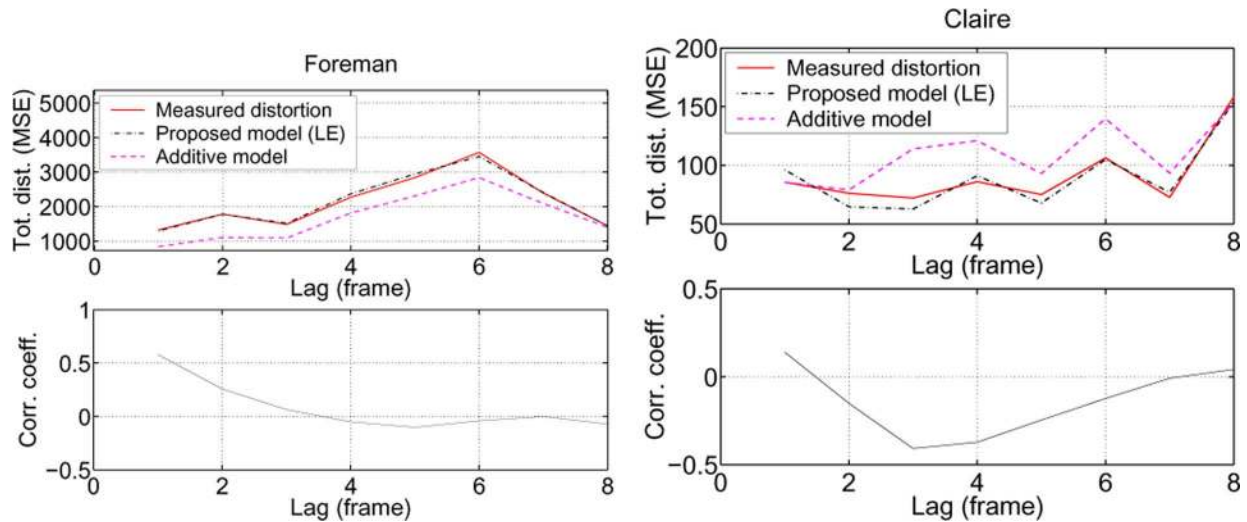 Foreman
Tot. dist. (MSE)
5000
4000
3000
2000
1000
Measured distortion
Proposed model (LE)
Additive model
0 2 4 6 8
Lag (frame)
Corr. coeff.
1
0.5
0
-0.5
0 2 4 6 8
Lag (frame)
Claire
Tot. dist. (MSE)
200
150
100
50
Measured distortion
Proposed model (LE)
Additive model
0 2 4 6 8
Lag (frame)
Corr. coeff.
0.5
0
-0.5
0 2 4 6 8
Lag (frame)